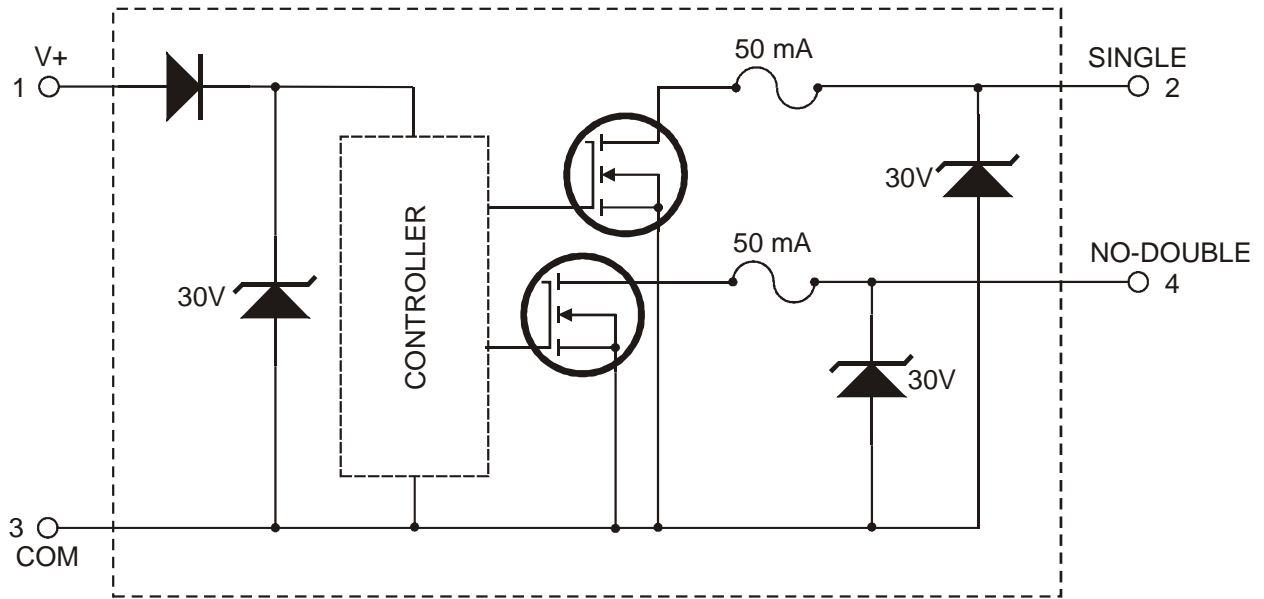 50 mA
V+
SINGLE
1
2
30V
50 mA
NO-DOUBLE
4
30V
CONTROLLER
30V
3
COM